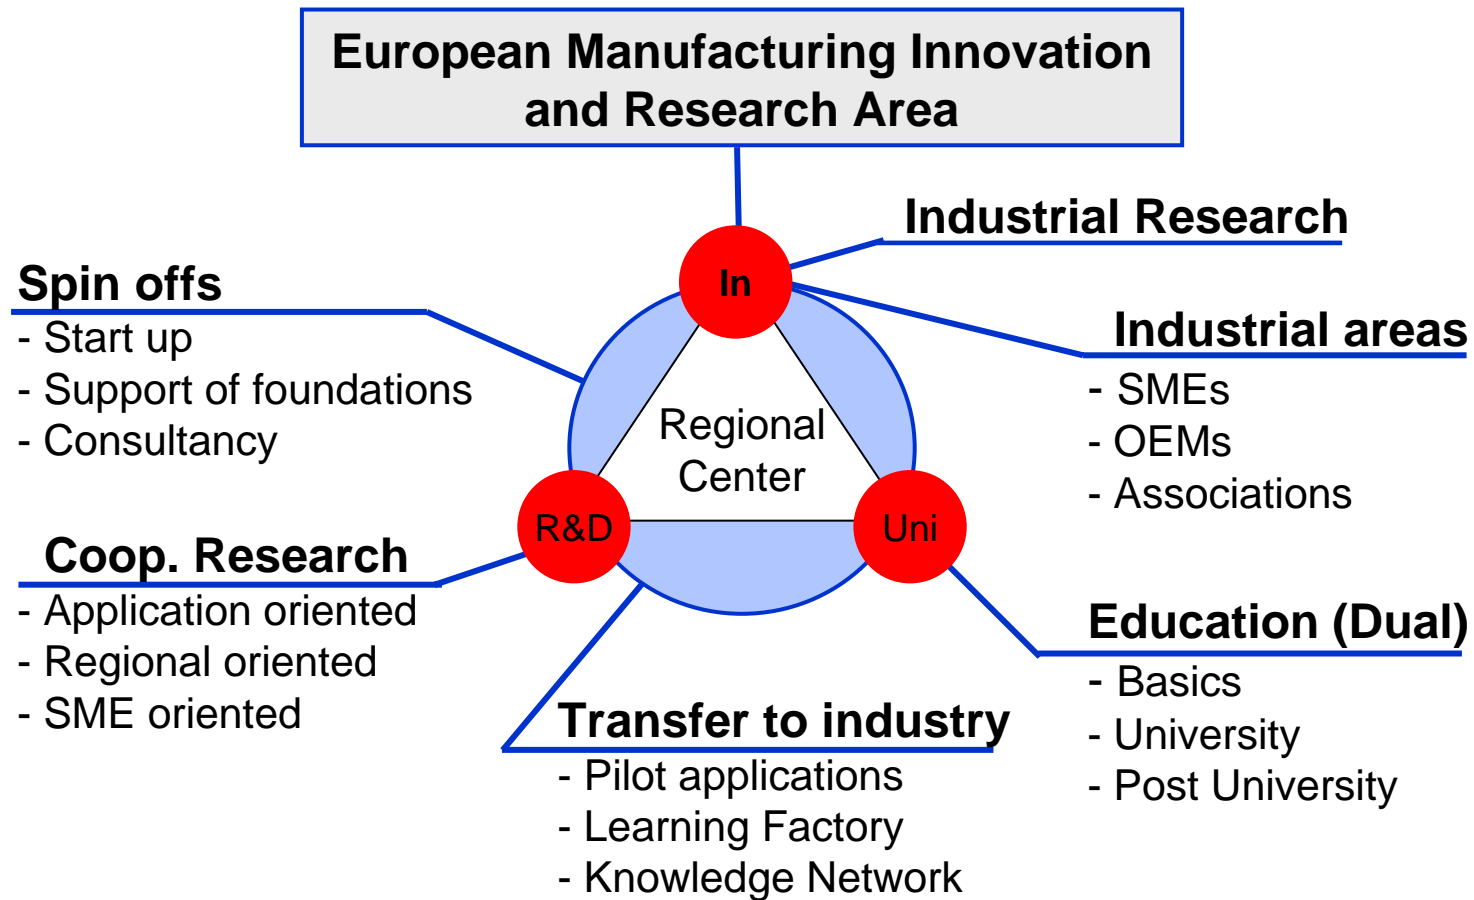 European Manufacturing Innovation
and Research Area
Industrial Research
In
Spin offs
- Start up
- Support of foundations
- Consultancy
Industrial areas
- SMEs
- OEMs
- Associations
Regional
Center
R&D
Uni
Coop. Research
- Application oriented
- Regional oriented
- SME oriented
Education (Dual)
- Basics
- University
- Post University
Transfer to industry
- Pilot applications
- Learning Factory
- Knowledge Network